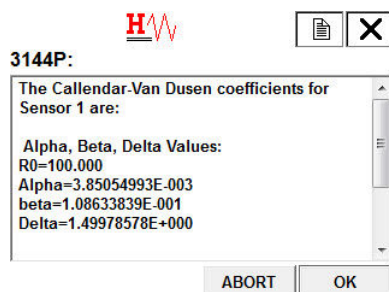 H
3144P:
The Callendar-Van Dusen coefficients for
Sensor 1 are:
Alpha, Beta, Delta Values:
R0=100.000
Alpha=3.85054993E-003
beta=1.08633839E-001
Delta=1.49978578E+000
ABORT OK